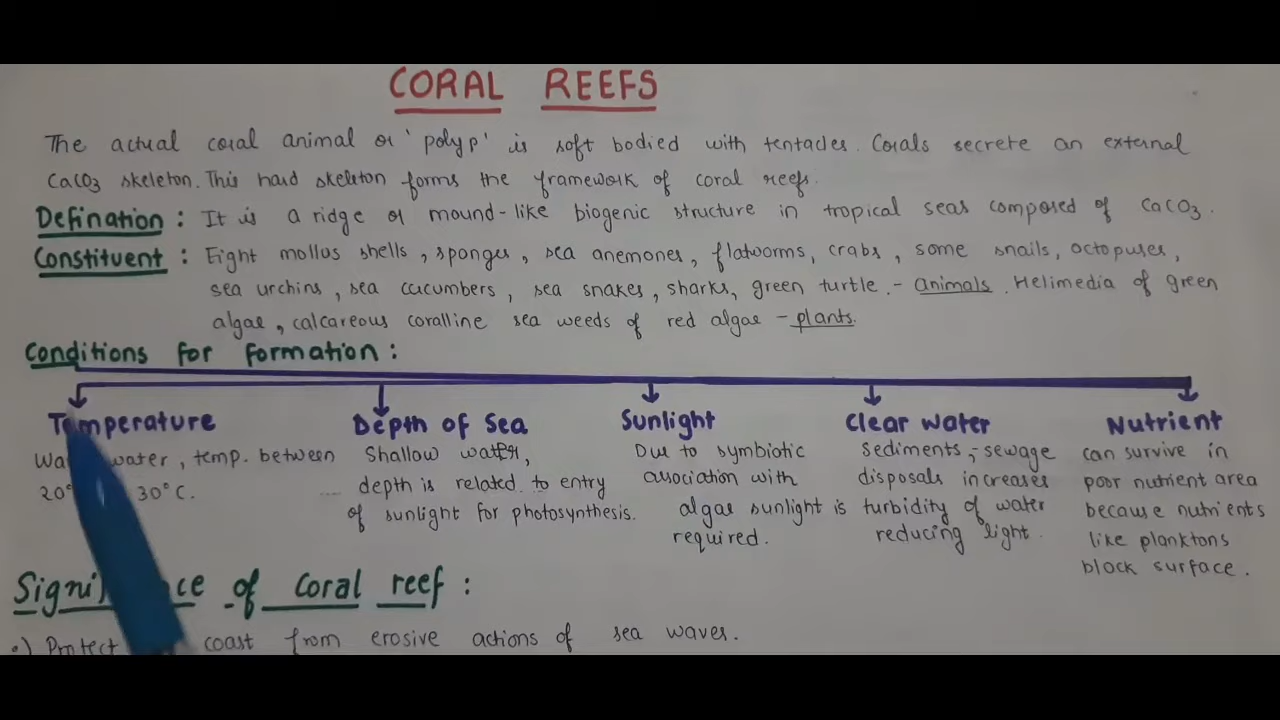 CORAL REEFS
The actual coral animal or 'polyp' is soft bodied with tentacles. Corals secrete an external
CaCO3 skeleton. This hard skeleton forms the framework of coral reefs.
Defination : It is a ridge or mound-like biogenic structure in tropical seas composed of CaCO3.
Constituent : Eight mollus shells, sponges, sea anemones, flatworms, crabs, some snails, octopuses,
sea urchins, sea cucumbers, sea snakes, sharks, green turtle. - animals. Helimedia of green
algae, calcareous coralline sea weeds of red algae - plants.
Conditions for formation :
Temperature
water, temp. between
20° 30°C.
Depth of Sea
Shallow water,
depth is related to entry
of sunlight for photosynthesis.
Sunlight
Due to symbiotic
association with
algae sunlight is
required.
Clear water
Sediments, sewage
disposals increases
turbidity of water
reducing light.
Nutrient
can survive in
poor nutrient area
because nutrients
like planktons
block surface.
of coral reef :
•) Protect coast from erosive actions of sea waves.